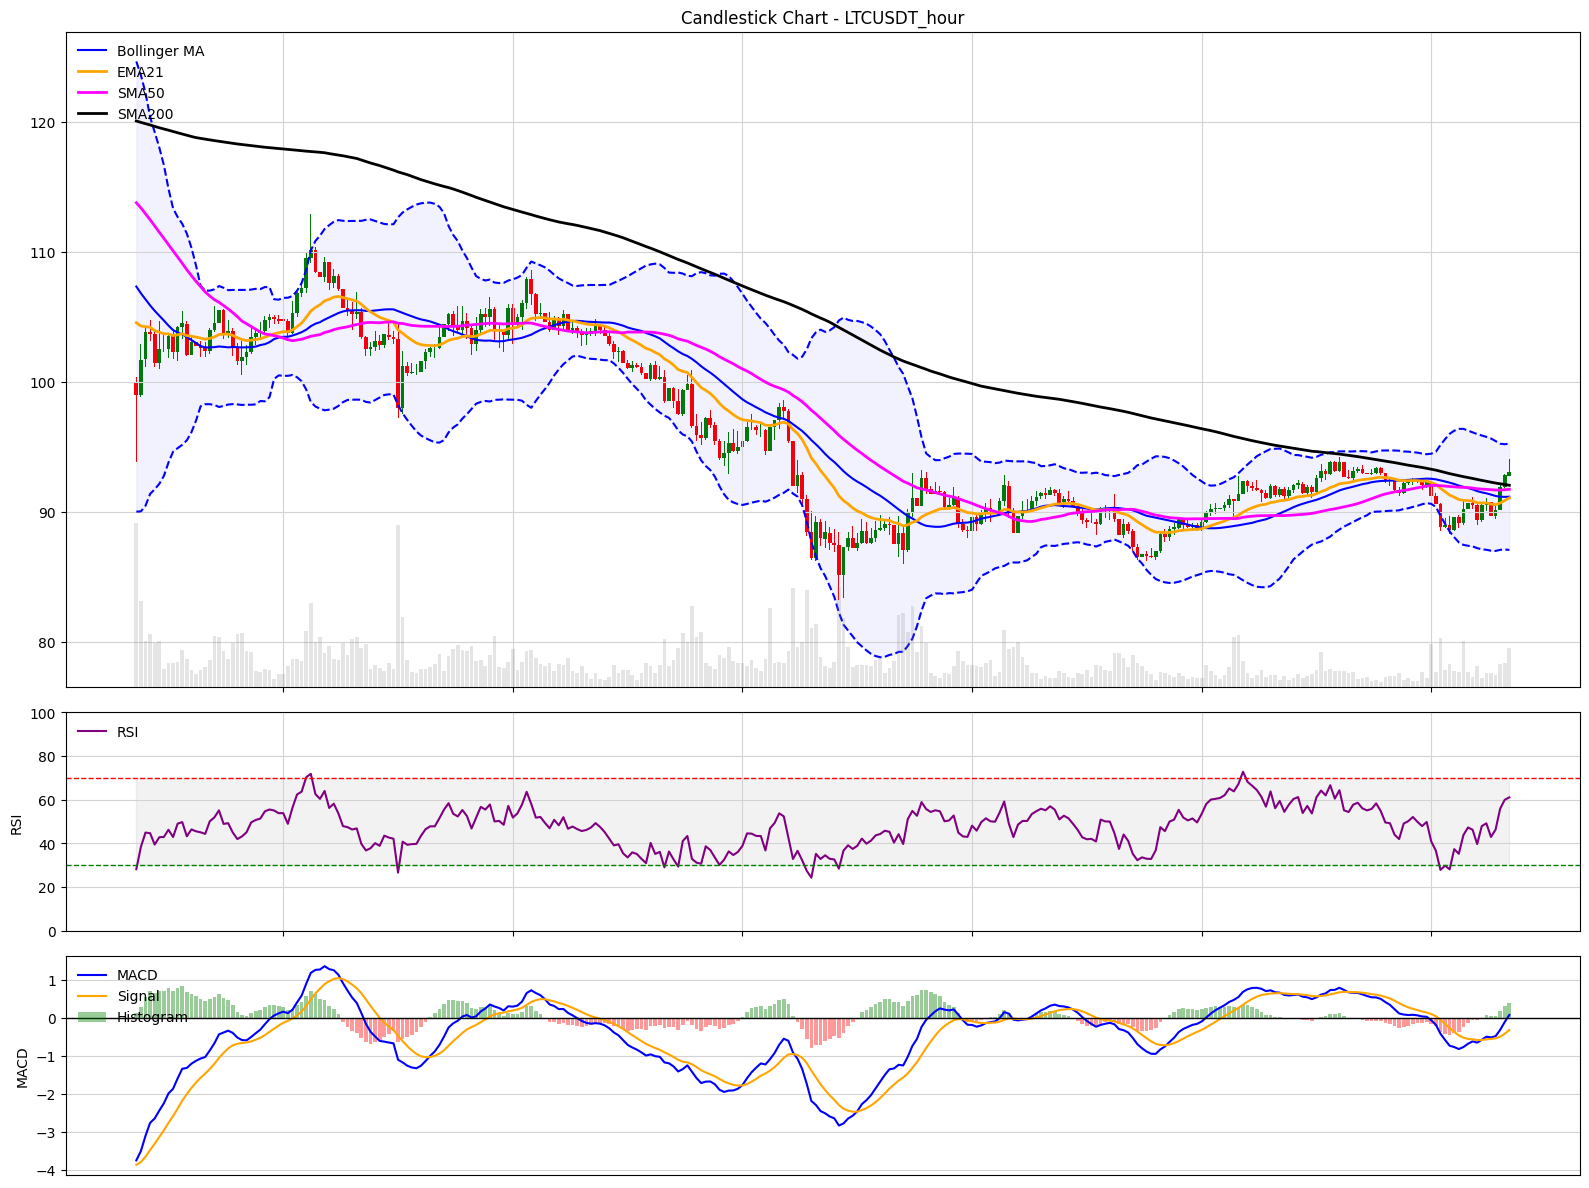 Candlestick Chart - LTCUSDT_hour
Bollinger MA
EMA21
SMA50
SMA200
120
110
100
90
80
RSI
100
80
60
40
20
0
RSI
MACD
Signal
Histogram
1
0
−1
−2
−3
−4
MACD